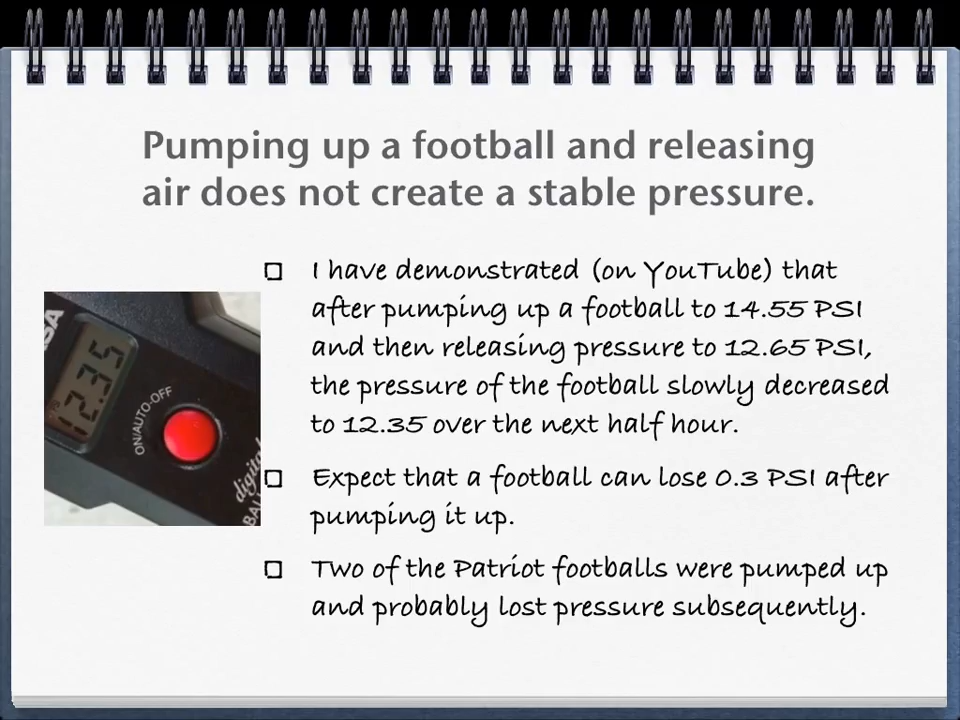 Pumping up a football and releasing
air does not create a stable pressure.
I have demonstrated (on YouTube) that
after pumping up a football to 14.55 PSI
and then releasing pressure to 12.65 PSI,
the pressure of the football slowly decreased
to 12.35 over the next half hour.
Expect that a football can lose 0.3 PSI after
pumping it up.
Two of the Patriot footballs were pumped up
and probably lost pressure subsequently.
12.35
ON/AUTO-OFF
digital